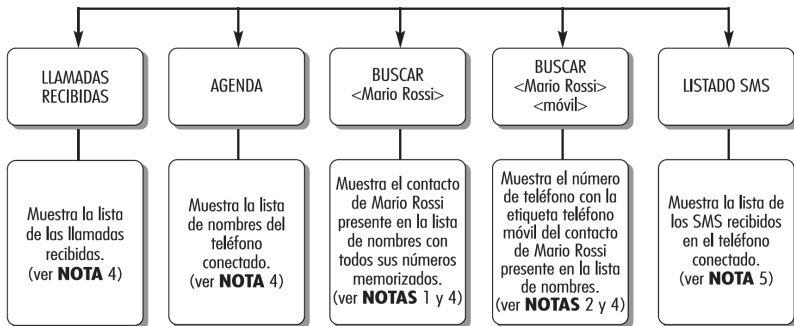 LLAMADAS
RECIBIDAS
AGENDA
BUSCAR
<Mario Rossi>
BUSCAR
<Mario Rossi>
<móvil>
LISTADO SMS
Muestra la lista
de las llamadas
recibidas.
(ver NOTA 4)
Muestra la lista
de nombres del
teléfono
conectado.
(ver NOTA 4)
Muestra el contacto
de Mario Rossi
presente en la lista
de nombres con
todos sus números
memorizados.
(ver NOTAS 1 y 4)
Muestra el número
de teléfono con la
etiqueta teléfono
móvil del contacto
de Mario Rossi
presente en la lista
de nombres.
(ver NOTAS 2 y 4)
Muestra la lista de
los SMS recibidos
en el teléfono
conectado.
(ver NOTA 5)